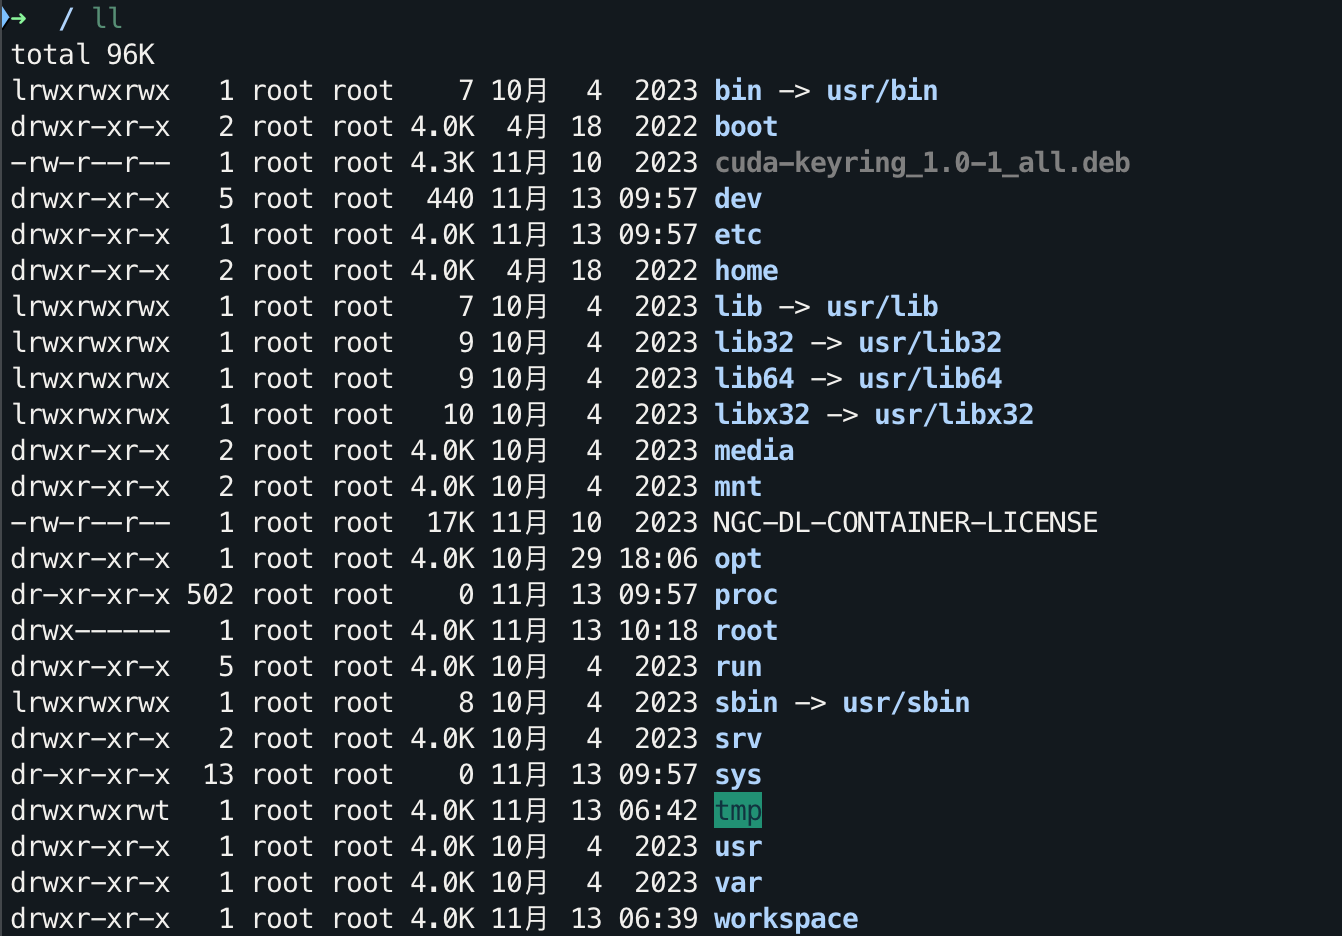 ➜  / ll
total 96K
lrwxrwxrwx   1 root root    7 10月  4  2023 bin -> usr/bin
drwxr-xr-x   2 root root 4.0K  4月 18  2022 boot
-rw-r--r--   1 root root 4.3K 11月 10  2023 cuda-keyring_1.0-1_all.deb
drwxr-xr-x   5 root root  440 11月 13 09:57 dev
drwxr-xr-x   1 root root 4.0K 11月 13 09:57 etc
drwxr-xr-x   2 root root 4.0K  4月 18  2022 home
lrwxrwxrwx   1 root root    7 10月  4  2023 lib -> usr/lib
lrwxrwxrwx   1 root root    9 10月  4  2023 lib32 -> usr/lib32
lrwxrwxrwx   1 root root    9 10月  4  2023 lib64 -> usr/lib64
lrwxrwxrwx   1 root root   10 10月  4  2023 libx32 -> usr/libx32
drwxr-xr-x   2 root root 4.0K 10月  4  2023 media
drwxr-xr-x   2 root root 4.0K 10月  4  2023 mnt
-rw-r--r--   1 root root  17K 11月 10  2023 NGC-DL-CONTAINER-LICENSE
drwxr-xr-x   1 root root 4.0K 10月 29 18:06 opt
dr-xr-xr-x 502 root root    0 11月 13 09:57 proc
drwx------   1 root root 4.0K 11月 13 10:18 root
drwxr-xr-x   5 root root 4.0K 10月  4  2023 run
lrwxrwxrwx   1 root root    8 10月  4  2023 sbin -> usr/sbin
drwxr-xr-x   2 root root 4.0K 10月  4  2023 srv
dr-xr-xr-x  13 root root    0 11月 13 09:57 sys
drwxrwxrwt   1 root root 4.0K 11月 13 06:42 tmp
drwxr-xr-x   1 root root 4.0K 10月  4  2023 usr
drwxr-xr-x   1 root root 4.0K 10月  4  2023 var
drwxr-xr-x   1 root root 4.0K 11月 13 06:39 workspace